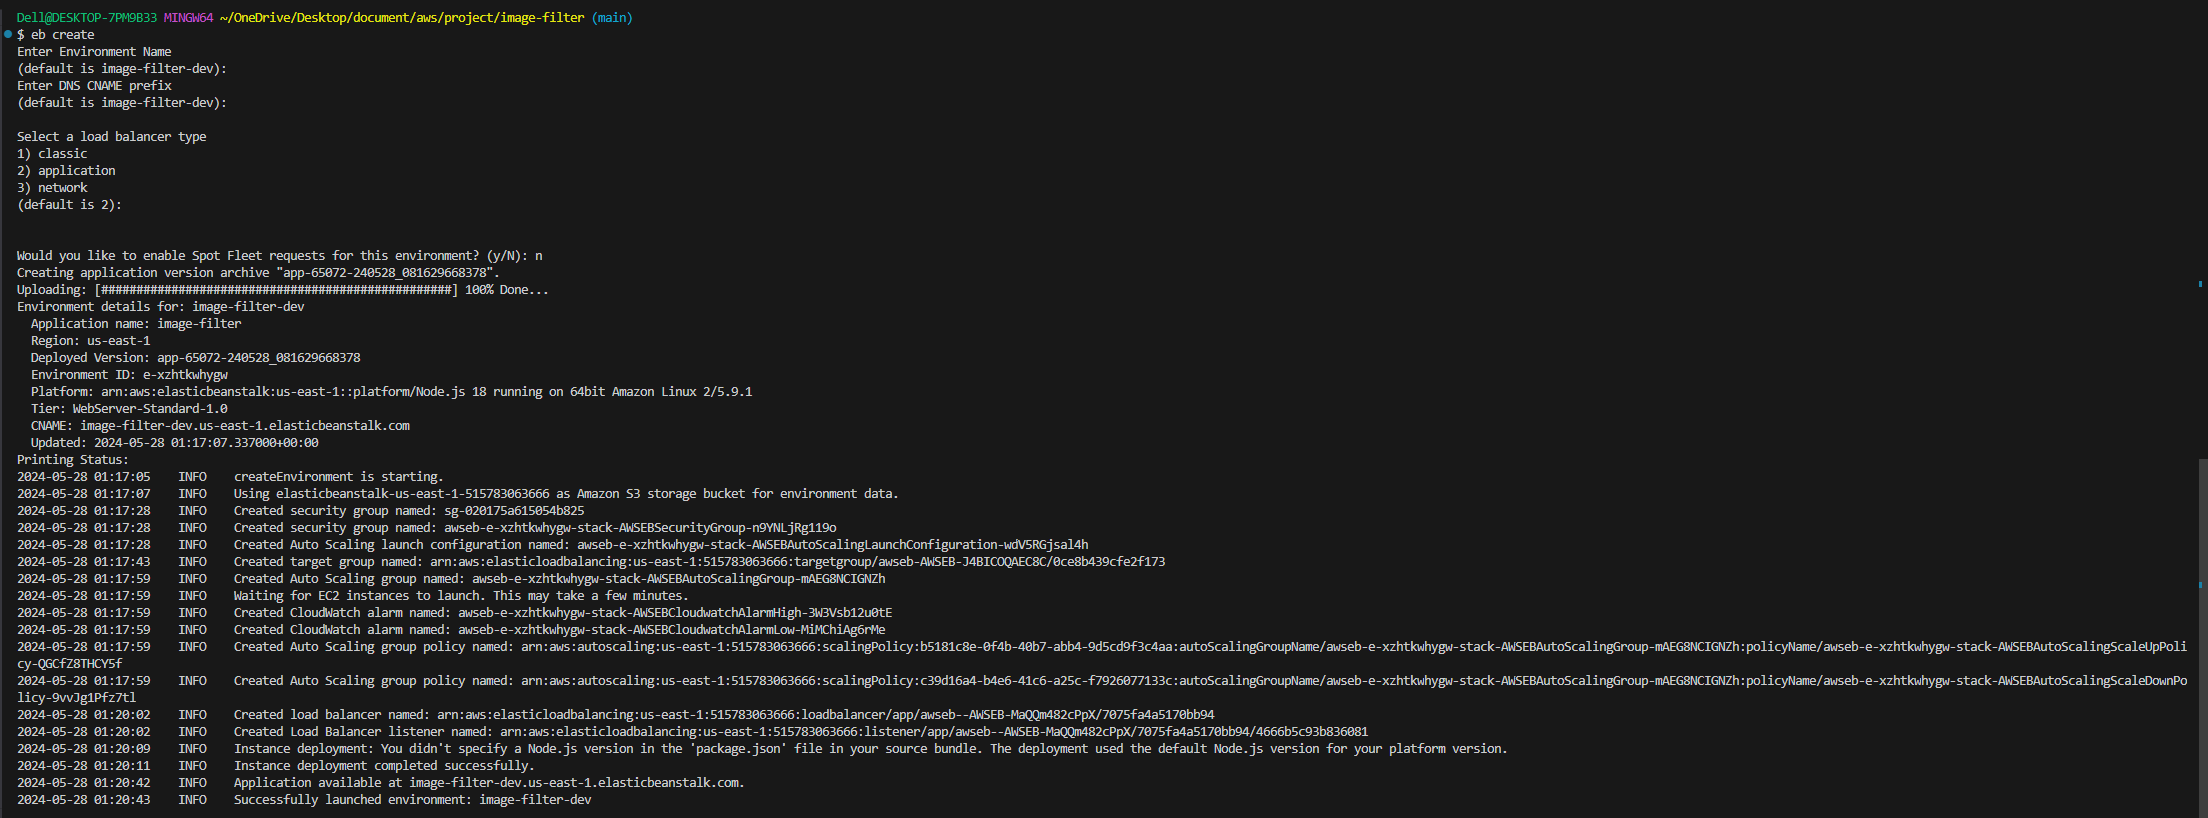 Dell@DESKTOP-7PM9B33 MINGW64 ~/OneDrive/Desktop/document/aws/project/image-filter (main)
$ eb create
Enter Environment Name
(default is image-filter-dev):
Enter DNS CNAME prefix
(default is image-filter-dev):
Select a load balancer type
1) classic
2) application
3) network
(default is 2):
Would you like to enable Spot Fleet requests for this environment? (y/N): n
Creating application version archive "app-65072-240528_081629668378".
Uploading: [##################################################] 100% Done...
Environment details for: image-filter-dev
  Application name: image-filter
  Region: us-east-1
  Deployed Version: app-65072-240528_081629668378
  Environment ID: e-xzhtkwhygw
  Platform: arn:aws:elasticbeanstalk:us-east-1::platform/Node.js 18 running on 64bit Amazon Linux 2/5.9.1
  Tier: WebServer-Standard-1.0
  CNAME: image-filter-dev.us-east-1.elasticbeanstalk.com
  Updated: 2024-05-28 01:17:07.337000+00:00
Printing Status:
2024-05-28 01:17:05    INFO    createEnvironment is starting.
2024-05-28 01:17:07    INFO    Using elasticbeanstalk-us-east-1-515783063666 as Amazon S3 storage bucket for environment data.
2024-05-28 01:17:28    INFO    Created security group named: sg-020175a615054b825
2024-05-28 01:17:28    INFO    Created security group named: awseb-e-xzhtkwhygw-stack-AWSEBSecurityGroup-n9YNLjRg119o
2024-05-28 01:17:28    INFO    Created Auto Scaling launch configuration named: awseb-e-xzhtkwhygw-stack-AWSEBAutoScalingLaunchConfiguration-wdV5RGjsal4h
2024-05-28 01:17:43    INFO    Created target group named: arn:aws:elasticloadbalancing:us-east-1:515783063666:targetgroup/awseb-AWSEB-J4BICOQAEC8C/0ce8b439cfe2f173
2024-05-28 01:17:59    INFO    Created Auto Scaling group named: awseb-e-xzhtkwhygw-stack-AWSEBAutoScalingGroup-mAEG8NCIGNZh
2024-05-28 01:17:59    INFO    Waiting for EC2 instances to launch. This may take a few minutes.
2024-05-28 01:17:59    INFO    Created CloudWatch alarm named: awseb-e-xzhtkwhygw-stack-AWSEBCloudwatchAlarmHigh-3W3Vsb12u0tE
2024-05-28 01:17:59    INFO    Created CloudWatch alarm named: awseb-e-xzhtkwhygw-stack-AWSEBCloudwatchAlarmLow-MiMChiAg6rMe
2024-05-28 01:17:59    INFO    Created Auto Scaling group policy named: arn:aws:autoscaling:us-east-1:515783063666:scalingPolicy:b5181c8e-0f4b-40b7-abb4-9d5cd9f3c4aa:autoScalingGroupName/awseb-e-xzhtkwhygw-stack-AWSEBAutoScalingGroup-mAEG8NCIGNZh:policyName/awseb-e-xzhtkwhygw-stack-AWSEBAutoScalingScaleUpPoli
cy-QGCfZ8THCY5f
2024-05-28 01:17:59    INFO    Created Auto Scaling group policy named: arn:aws:autoscaling:us-east-1:515783063666:scalingPolicy:c39d16a4-b4e6-41c6-a25c-f7926077133c:autoScalingGroupName/awseb-e-xzhtkwhygw-stack-AWSEBAutoScalingGroup-mAEG8NCIGNZh:policyName/awseb-e-xzhtkwhygw-stack-AWSEBAutoScalingScaleDownPo
licy-9vvJg1Pfz7tl
2024-05-28 01:20:02    INFO    Created load balancer named: arn:aws:elasticloadbalancing:us-east-1:515783063666:loadbalancer/app/awseb--AWSEB-MaQQm482cPpX/7075fa4a5170bb94
2024-05-28 01:20:02    INFO    Created Load Balancer listener named: arn:aws:elasticloadbalancing:us-east-1:515783063666:listener/app/awseb--AWSEB-MaQQm482cPpX/7075fa4a5170bb94/4666b5c93b836081
2024-05-28 01:20:09    INFO    Instance deployment: You didn't specify a Node.js version in the 'package.json' file in your source bundle. The deployment used the default Node.js version for your platform version.
2024-05-28 01:20:11    INFO    Instance deployment completed successfully.
2024-05-28 01:20:42    INFO    Application available at image-filter-dev.us-east-1.elasticbeanstalk.com.
2024-05-28 01:20:43    INFO    Successfully launched environment: image-filter-dev